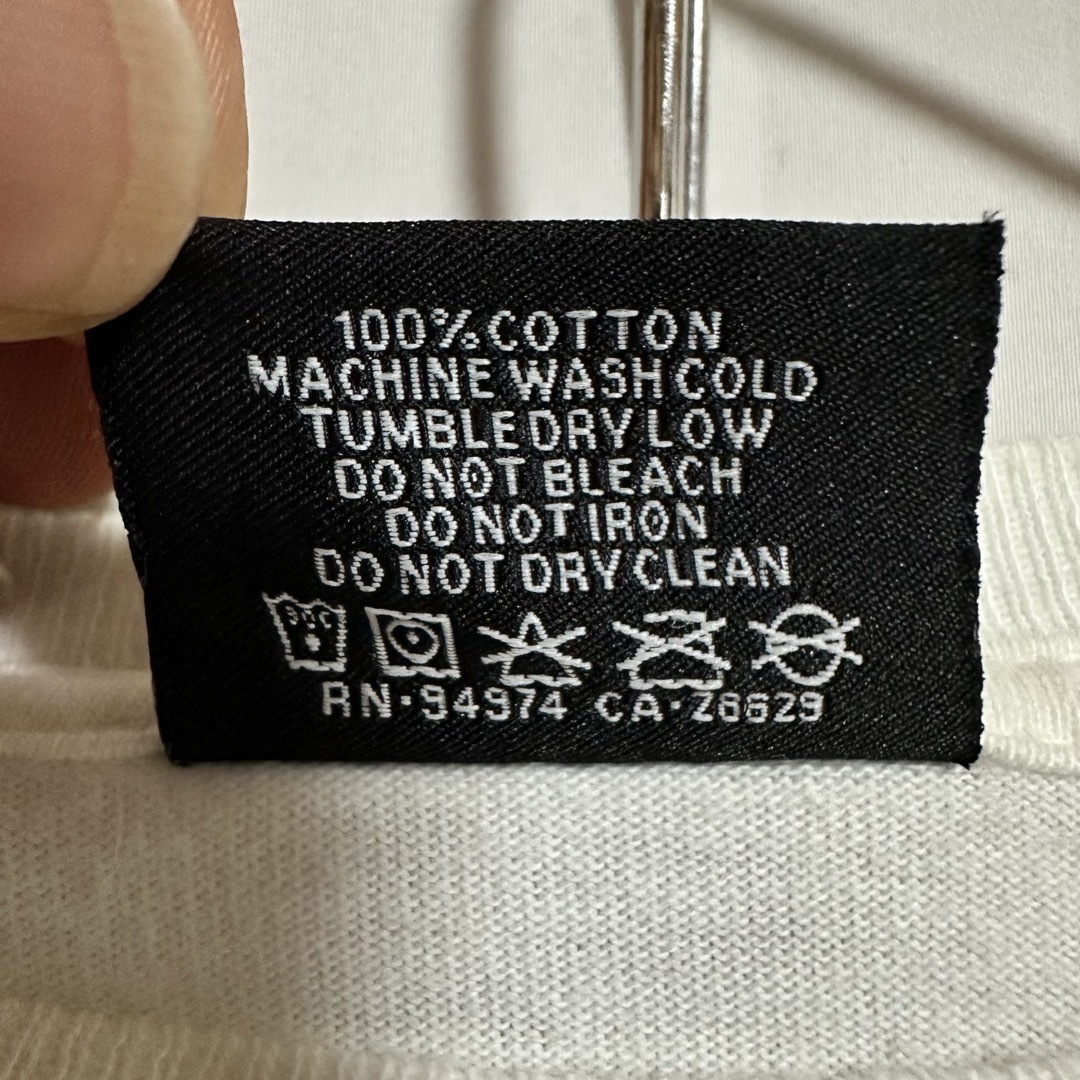 100% COTTON
MACHINE WASH COLD
TUMBLE DRY LOW
DO NOT BLEACH
DO NOT IRON
DO NOT DRY CLEAN
RN·94974 CA·26629